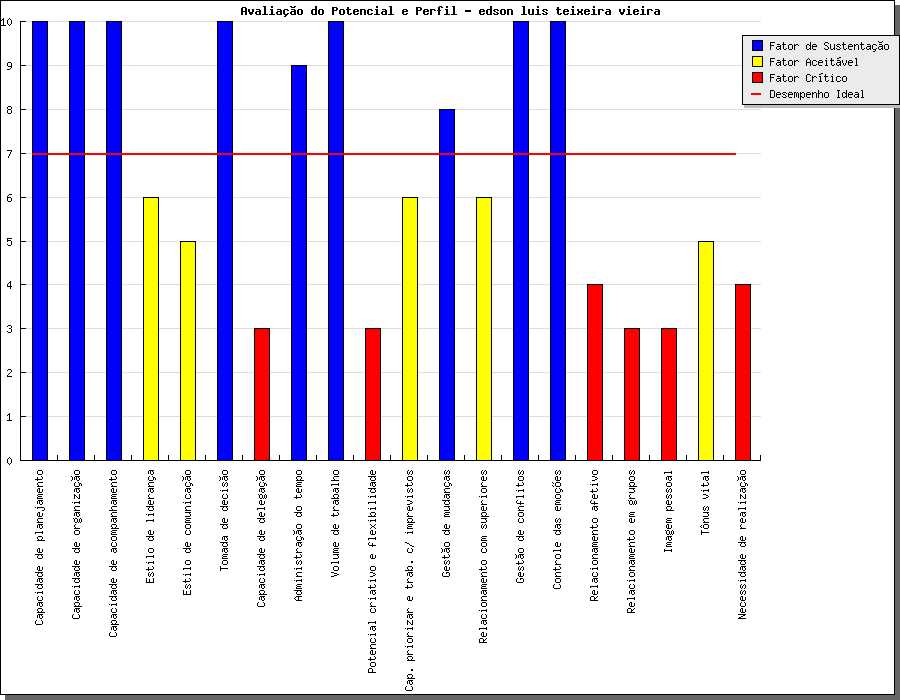 Avaliação do Potencial e Perfil - edson luis teixeira vieira
10
9
8
7
6
5
4
3
2
1
0
Fator de Sustentação
Fator Aceitável
Fator Crítico
Desempenho Ideal
Capacidade de planejamento
Capacidade de organização
Capacidade de acompanhamento
Estilo de liderança
Estilo de comunicação
Tomada de decisão
Capacidade de delegação
Administração do tempo
Volume de trabalho
Potencial criativo e flexibilidade
Cap. priorizar e trab. c/ imprevistos
Gestão de mudanças
Relacionamento com superiores
Gestão de conflitos
Controle das emoções
Relacionamento afetivo
Relacionamento em grupos
Imagem pessoal
Tônus vital
Necessidade de realização